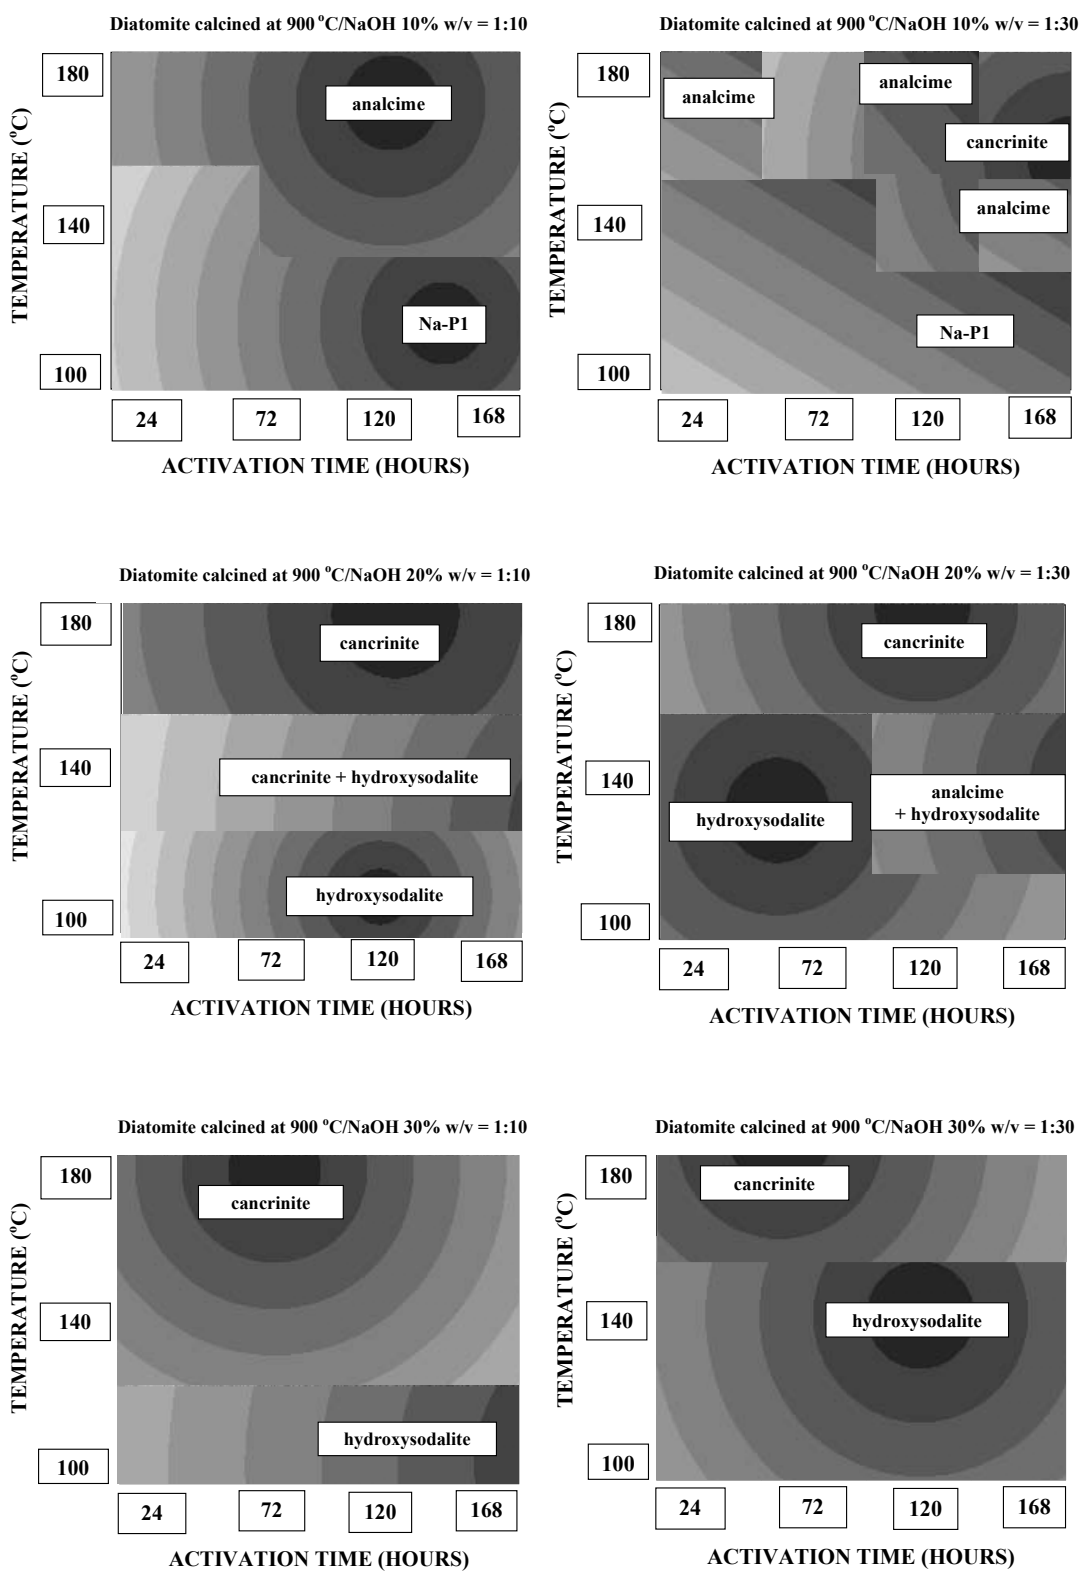 Diatomite calcined at 900 °C/NaOH 10% w/v = 1:10
TEMPERATURE (°C)
180
140
100
analcime
Na-P1
24
72
120
168
ACTIVATION TIME (HOURS)
Diatomite calcined at 900 °C/NaOH 10% w/v = 1:30
TEMPERATURE (°C)
180
140
100
analcime
analcime
cancrinite
analcime
Na-P1
24
72
120
168
ACTIVATION TIME (HOURS)
Diatomite calcined at 900 °C/NaOH 20% w/v = 1:10
TEMPERATURE (°C)
180
140
100
cancrinite
cancrinite + hydroxysodalite
hydroxysodalite
24
72
120
168
ACTIVATION TIME (HOURS)
Diatomite calcined at 900 °C/NaOH 20% w/v = 1:30
TEMPERATURE (°C)
180
140
100
cancrinite
hydroxysodalite
analcime
+ hydroxysodalite
24
72
120
168
ACTIVATION TIME (HOURS)
Diatomite calcined at 900 °C/NaOH 30% w/v = 1:10
TEMPERATURE (°C)
180
140
100
cancrinite
hydroxysodalite
24
72
120
168
ACTIVATION TIME (HOURS)
Diatomite calcined at 900 °C/NaOH 30% w/v = 1:30
TEMPERATURE (°C)
180
140
100
cancrinite
hydroxysodalite
24
72
120
168
ACTIVATION TIME (HOURS)